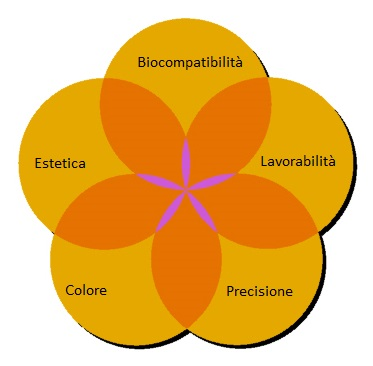 Biocompatibilità
Estetica
Lavorabilità
Colore
Precisione